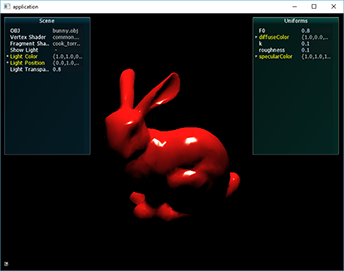 application
Scene
OBJ bunny.obj
Vertex Shader common...
Fragment Sha.. cook_torr..
Show Light -
Light Color {1.0,1.0,0...
Light Position {0.0,1.0,...
Light Transpa.. 0.8
Uniforms
F0 0.8
diffuseColor {1.0,0.0,...
k 0.1
roughness 0.1
specularColor {1.0,1.0,1...